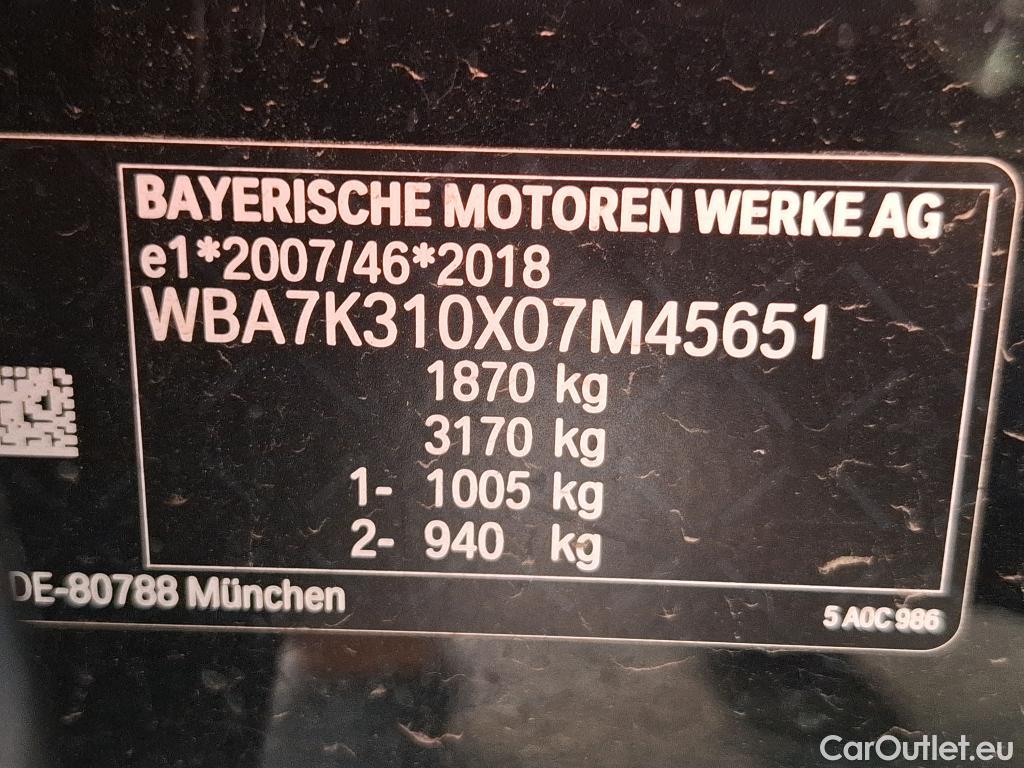 BAYERISCHE MOTOREN WERKE AG
e1*2007/46*2018
WBA7K310X07M45651
1870 kg
3170 kg
1- 1005 kg
2- 940 kg
DE-80788 München
5 A0C 986
CarOutlet.eu